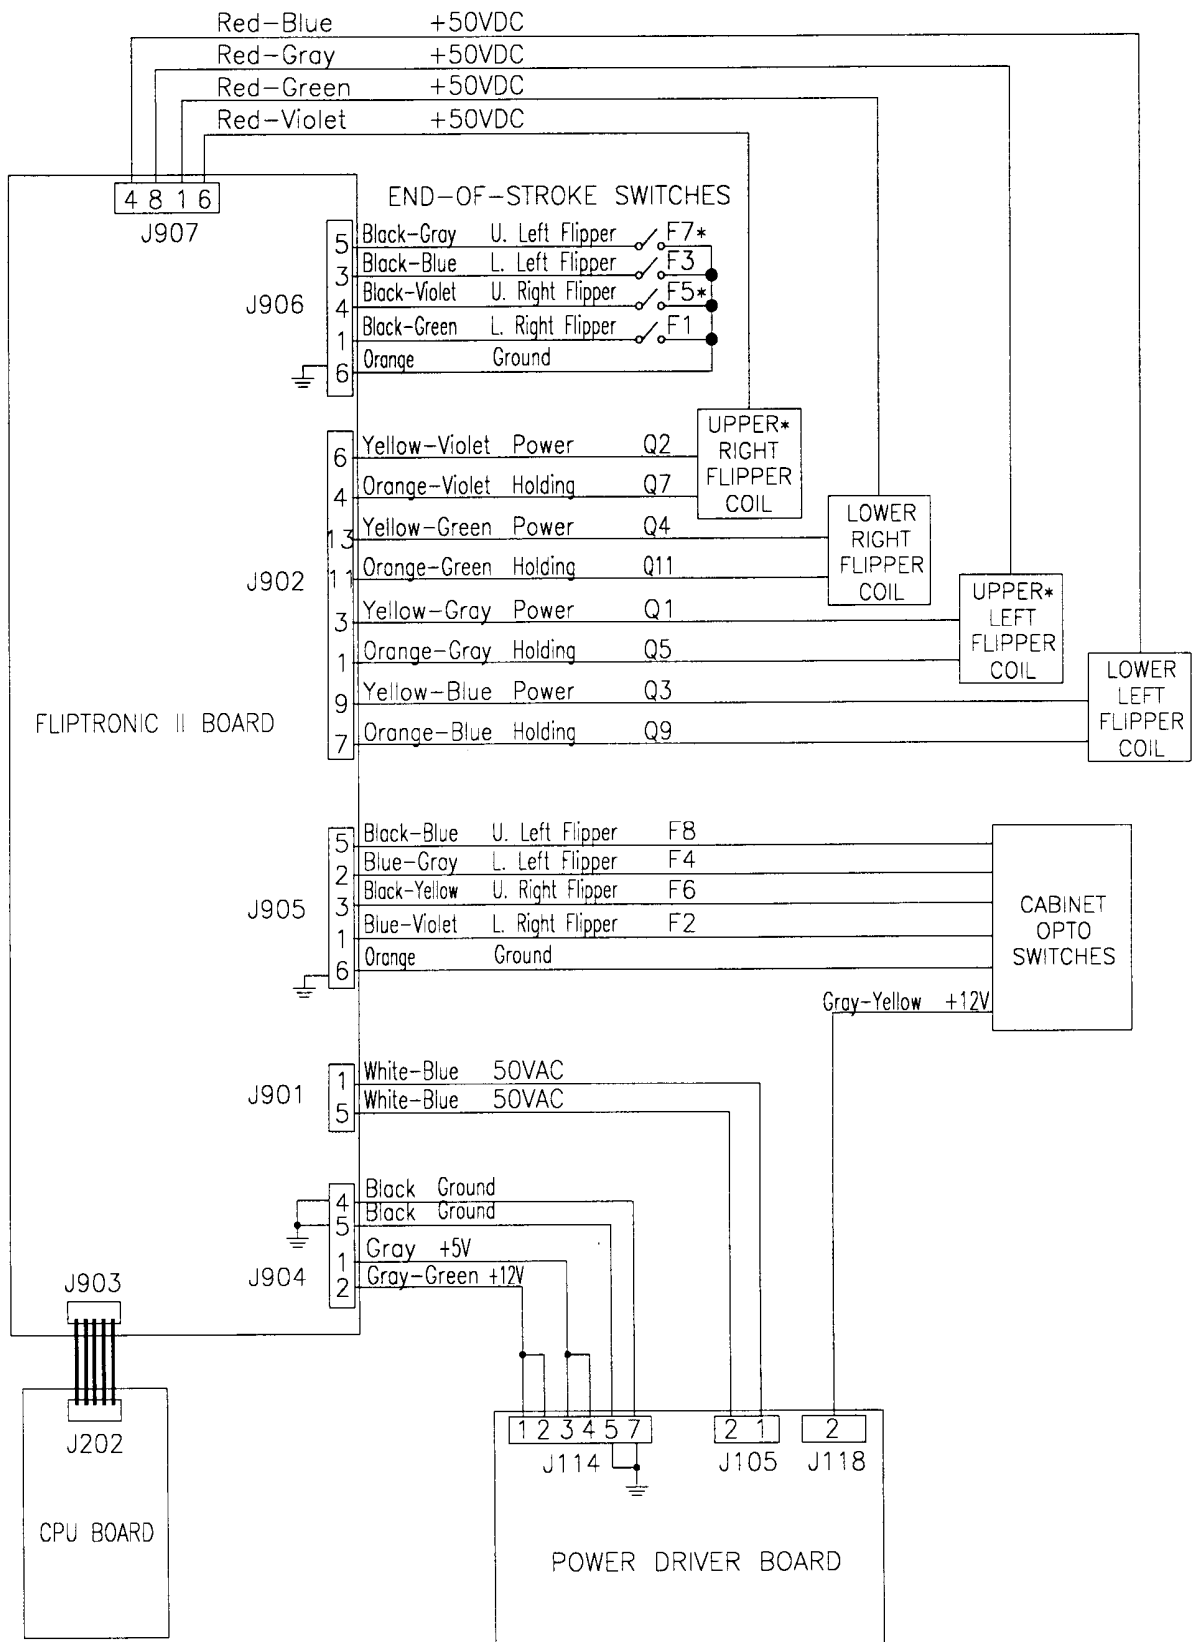 Red-Blue +50VDC
Red-Gray +50VDC
Red-Green +50VDC
Red-Violet +50VDC
4 8 1 6
J907
END-OF-STROKE SWITCHES
J906
5 Black-Gray U. Left Flipper F7*
3 Black-Blue L. Left Flipper F3
4 Black-Violet U. Right Flipper F5*
1 Black-Green L. Right Flipper F1
6 Orange Ground
J902
6 Yellow-Violet Power Q2
4 Orange-Violet Holding Q7
13 Yellow-Green Power Q4
11 Orange-Green Holding Q11
3 Yellow-Gray Power Q1
1 Orange-Gray Holding Q5
9 Yellow-Blue Power Q3
7 Orange-Blue Holding Q9
UPPER*
RIGHT
FLIPPER
COIL
LOWER
RIGHT
FLIPPER
COIL
UPPER*
LEFT
FLIPPER
COIL
LOWER
LEFT
FLIPPER
COIL
FLIPTRONIC II BOARD
J905
5 Black-Blue U. Left Flipper F8
2 Blue-Gray L. Left Flipper F4
3 Black-Yellow U. Right Flipper F6
1 Blue-Violet L. Right Flipper F2
6 Orange Ground
CABINET
OPTO
SWITCHES
Gray-Yellow +12V
J901
1 White-Blue 50VAC
5 White-Blue 50VAC
J904
4 Black Ground
5 Black Ground
1 Gray +5V
2 Gray-Green +12V
J903
J202
CPU BOARD
1 2 3 4 5 7
J114
2 1
J105
2
J118
POWER DRIVER BOARD